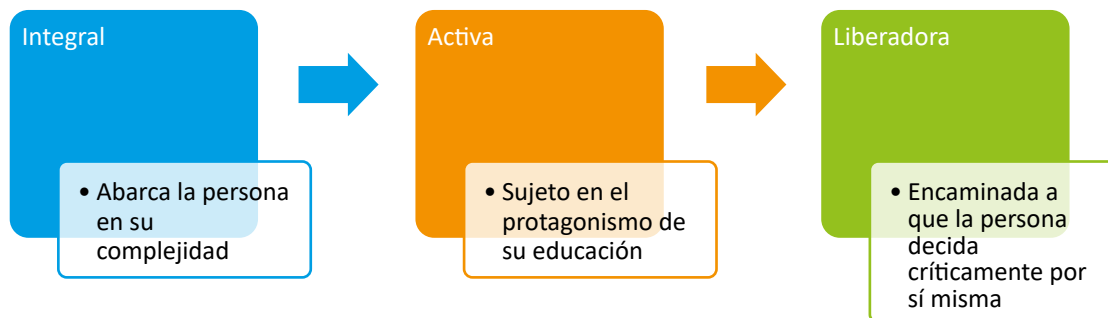 Integral
• Abarca la persona
en su
complejidad
Activa
• Sujeto en el
protagonismo de
su educación
Liberadora
• Encaminada a
que la persona
decida
críticamente por
sí misma